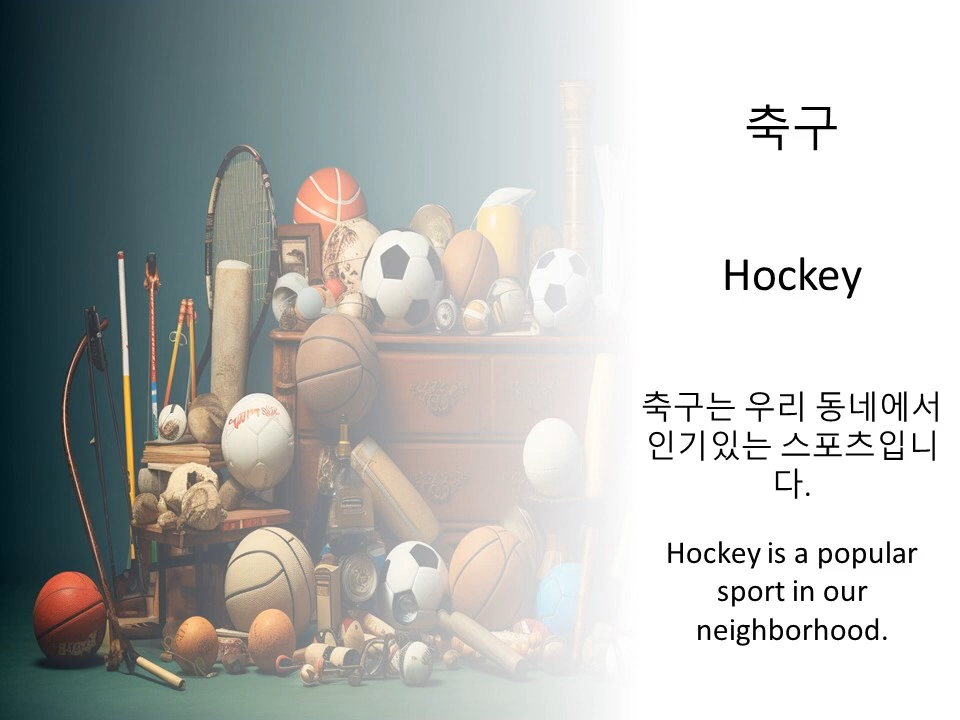 축구
Hockey
축구는 우리 동네에서
인기있는 스포츠입니
다.
Hockey is a popular
sport in our
neighborhood.